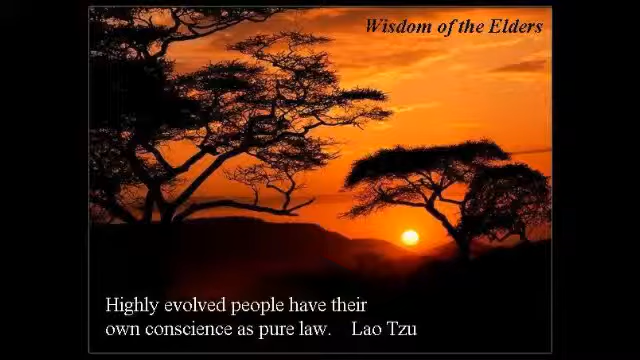 Wisdom of the Elders
Highly evolved people have their
own conscience as pure law. Lao Tzu